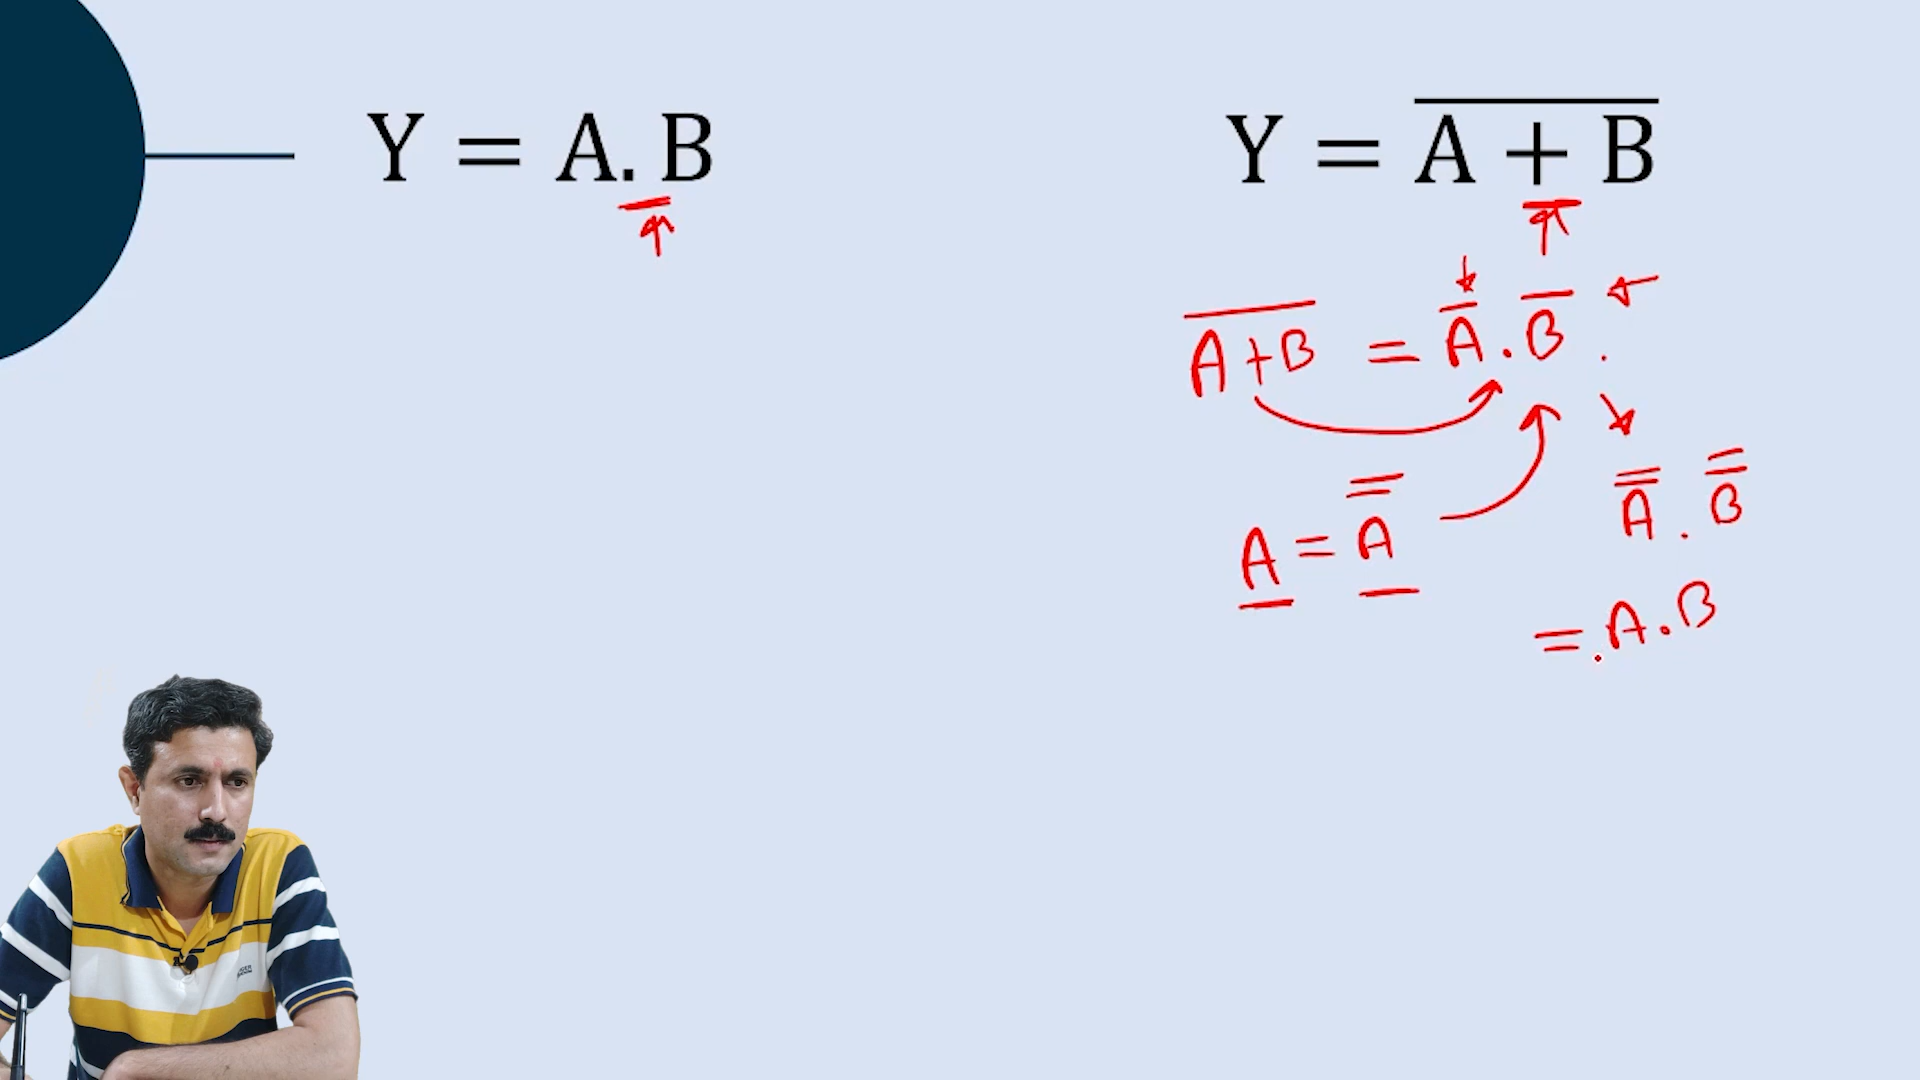 Y = A. B
Y = \overline{A + B}
\overline{A+B} = \overline{A} . \overline{B}
A = \overline{\overline{A}}
\overline{\overline{A}} . \overline{\overline{B}}
= A.B